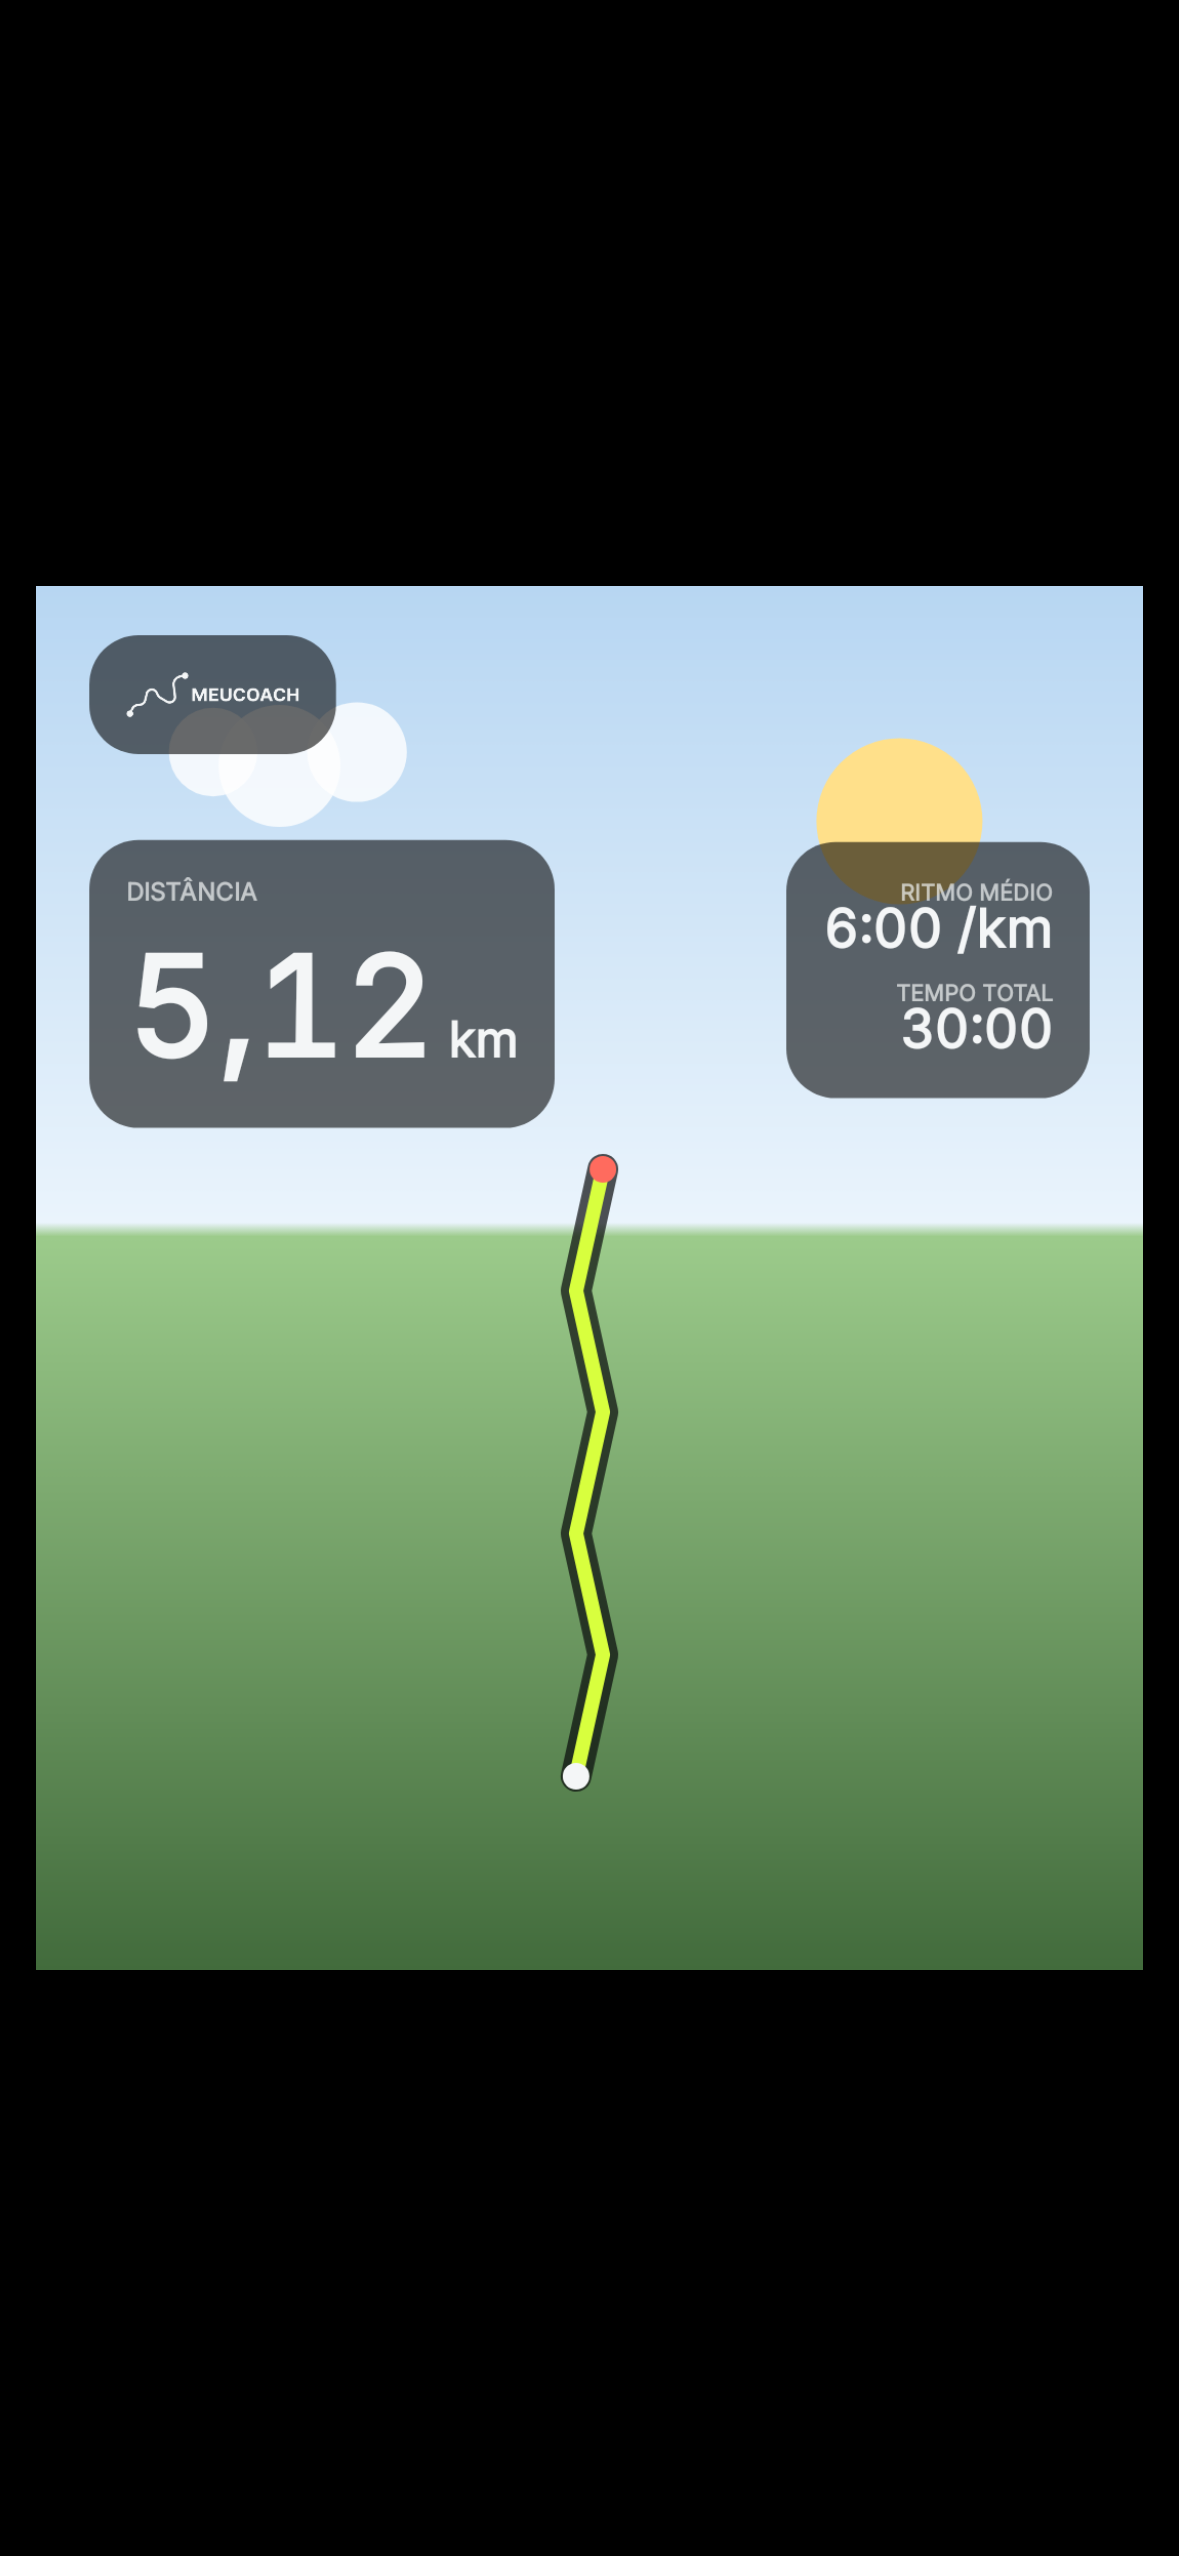 MEUCOACH
DISTÂNCIA
5,12 km
RITMO MÉDIO
6:00 /km
TEMPO TOTAL
30:00